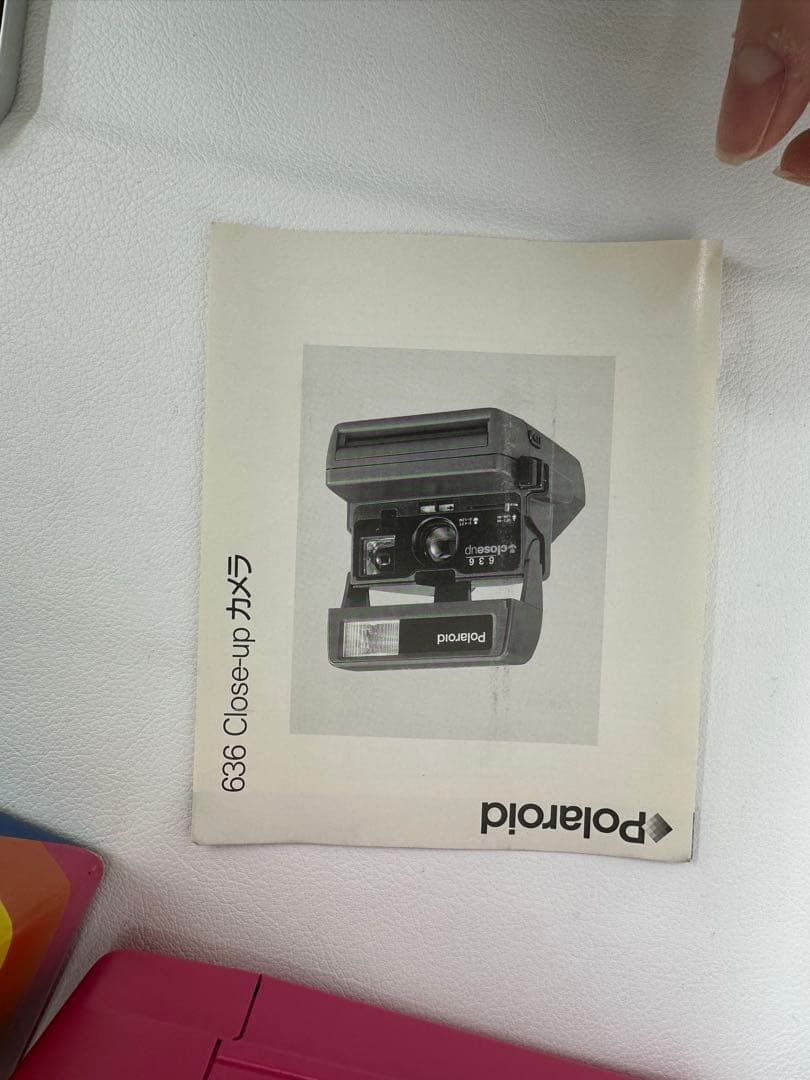 Polaroid
Polaroid
636
closeup
636 Close-up カメラ